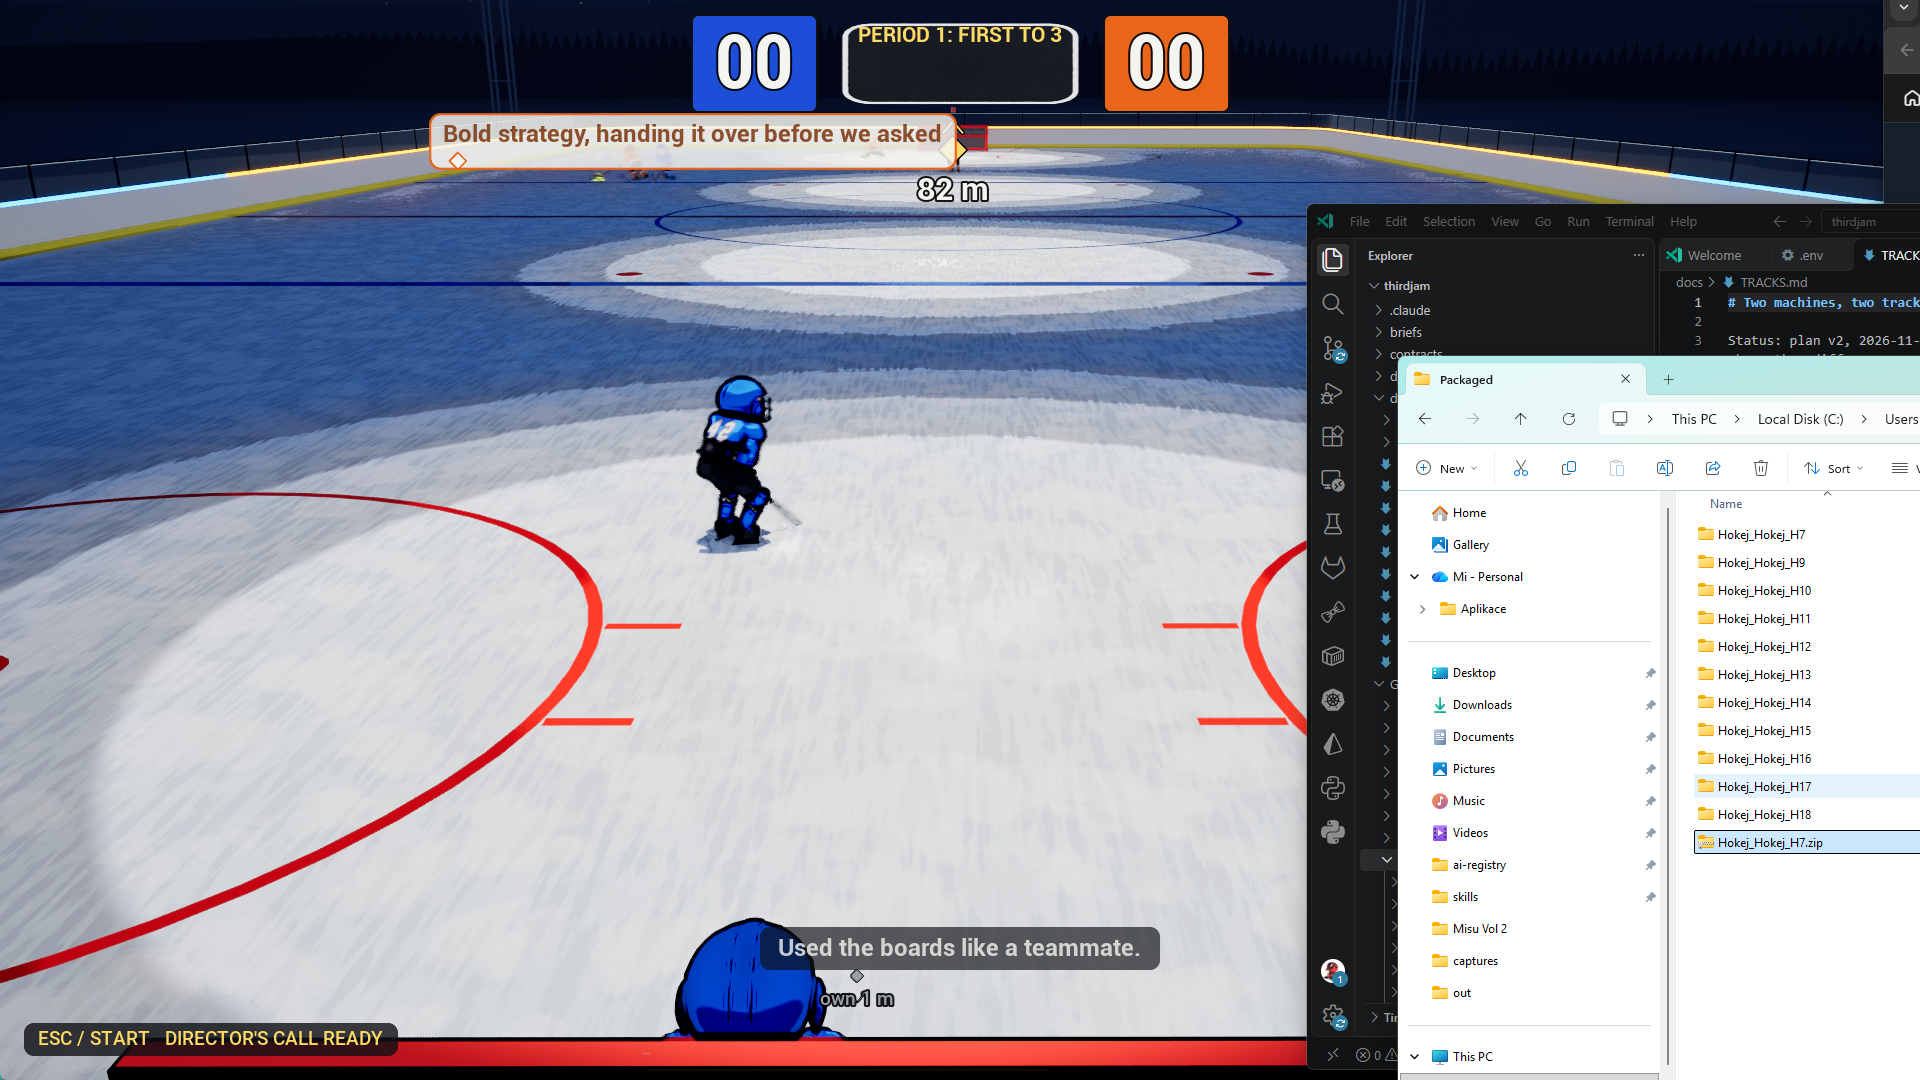 00
PERIOD 1: FIRST TO 3
00
Bold strategy, handing it over before we asked
82 m
42
Used the boards like a teammate.
own 1 m
ESC / START DIRECTOR'S CALL READY
File Edit Selection View Go Run Terminal Help
thirdjam
Explorer
Welcome
.env
TRACK
thirdjam
docs > TRACKS.md
.claude
1 # Two machines, two track
briefs
2
contracts
3 Status: plan v2, 2026-11-
Packaged
This PC > Local Disk (C:) > Users
New
Sort
Name
Home
Gallery
Mi - Personal
Aplikace
Desktop
Downloads
Documents
Pictures
Music
Videos
ai-registry
skills
Misu Vol 2
captures
out
This PC
Hokej_Hokej_H7
Hokej_Hokej_H9
Hokej_Hokej_H10
Hokej_Hokej_H11
Hokej_Hokej_H12
Hokej_Hokej_H13
Hokej_Hokej_H14
Hokej_Hokej_H15
Hokej_Hokej_H16
Hokej_Hokej_H17
Hokej_Hokej_H18
Hokej_Hokej_H7.zip
1
0